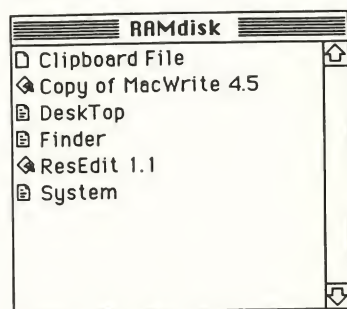 RAMdisk
Clipboard File
Copy of MacWrite 4.5
DeskTop
Finder
ResEdit 1.1
System